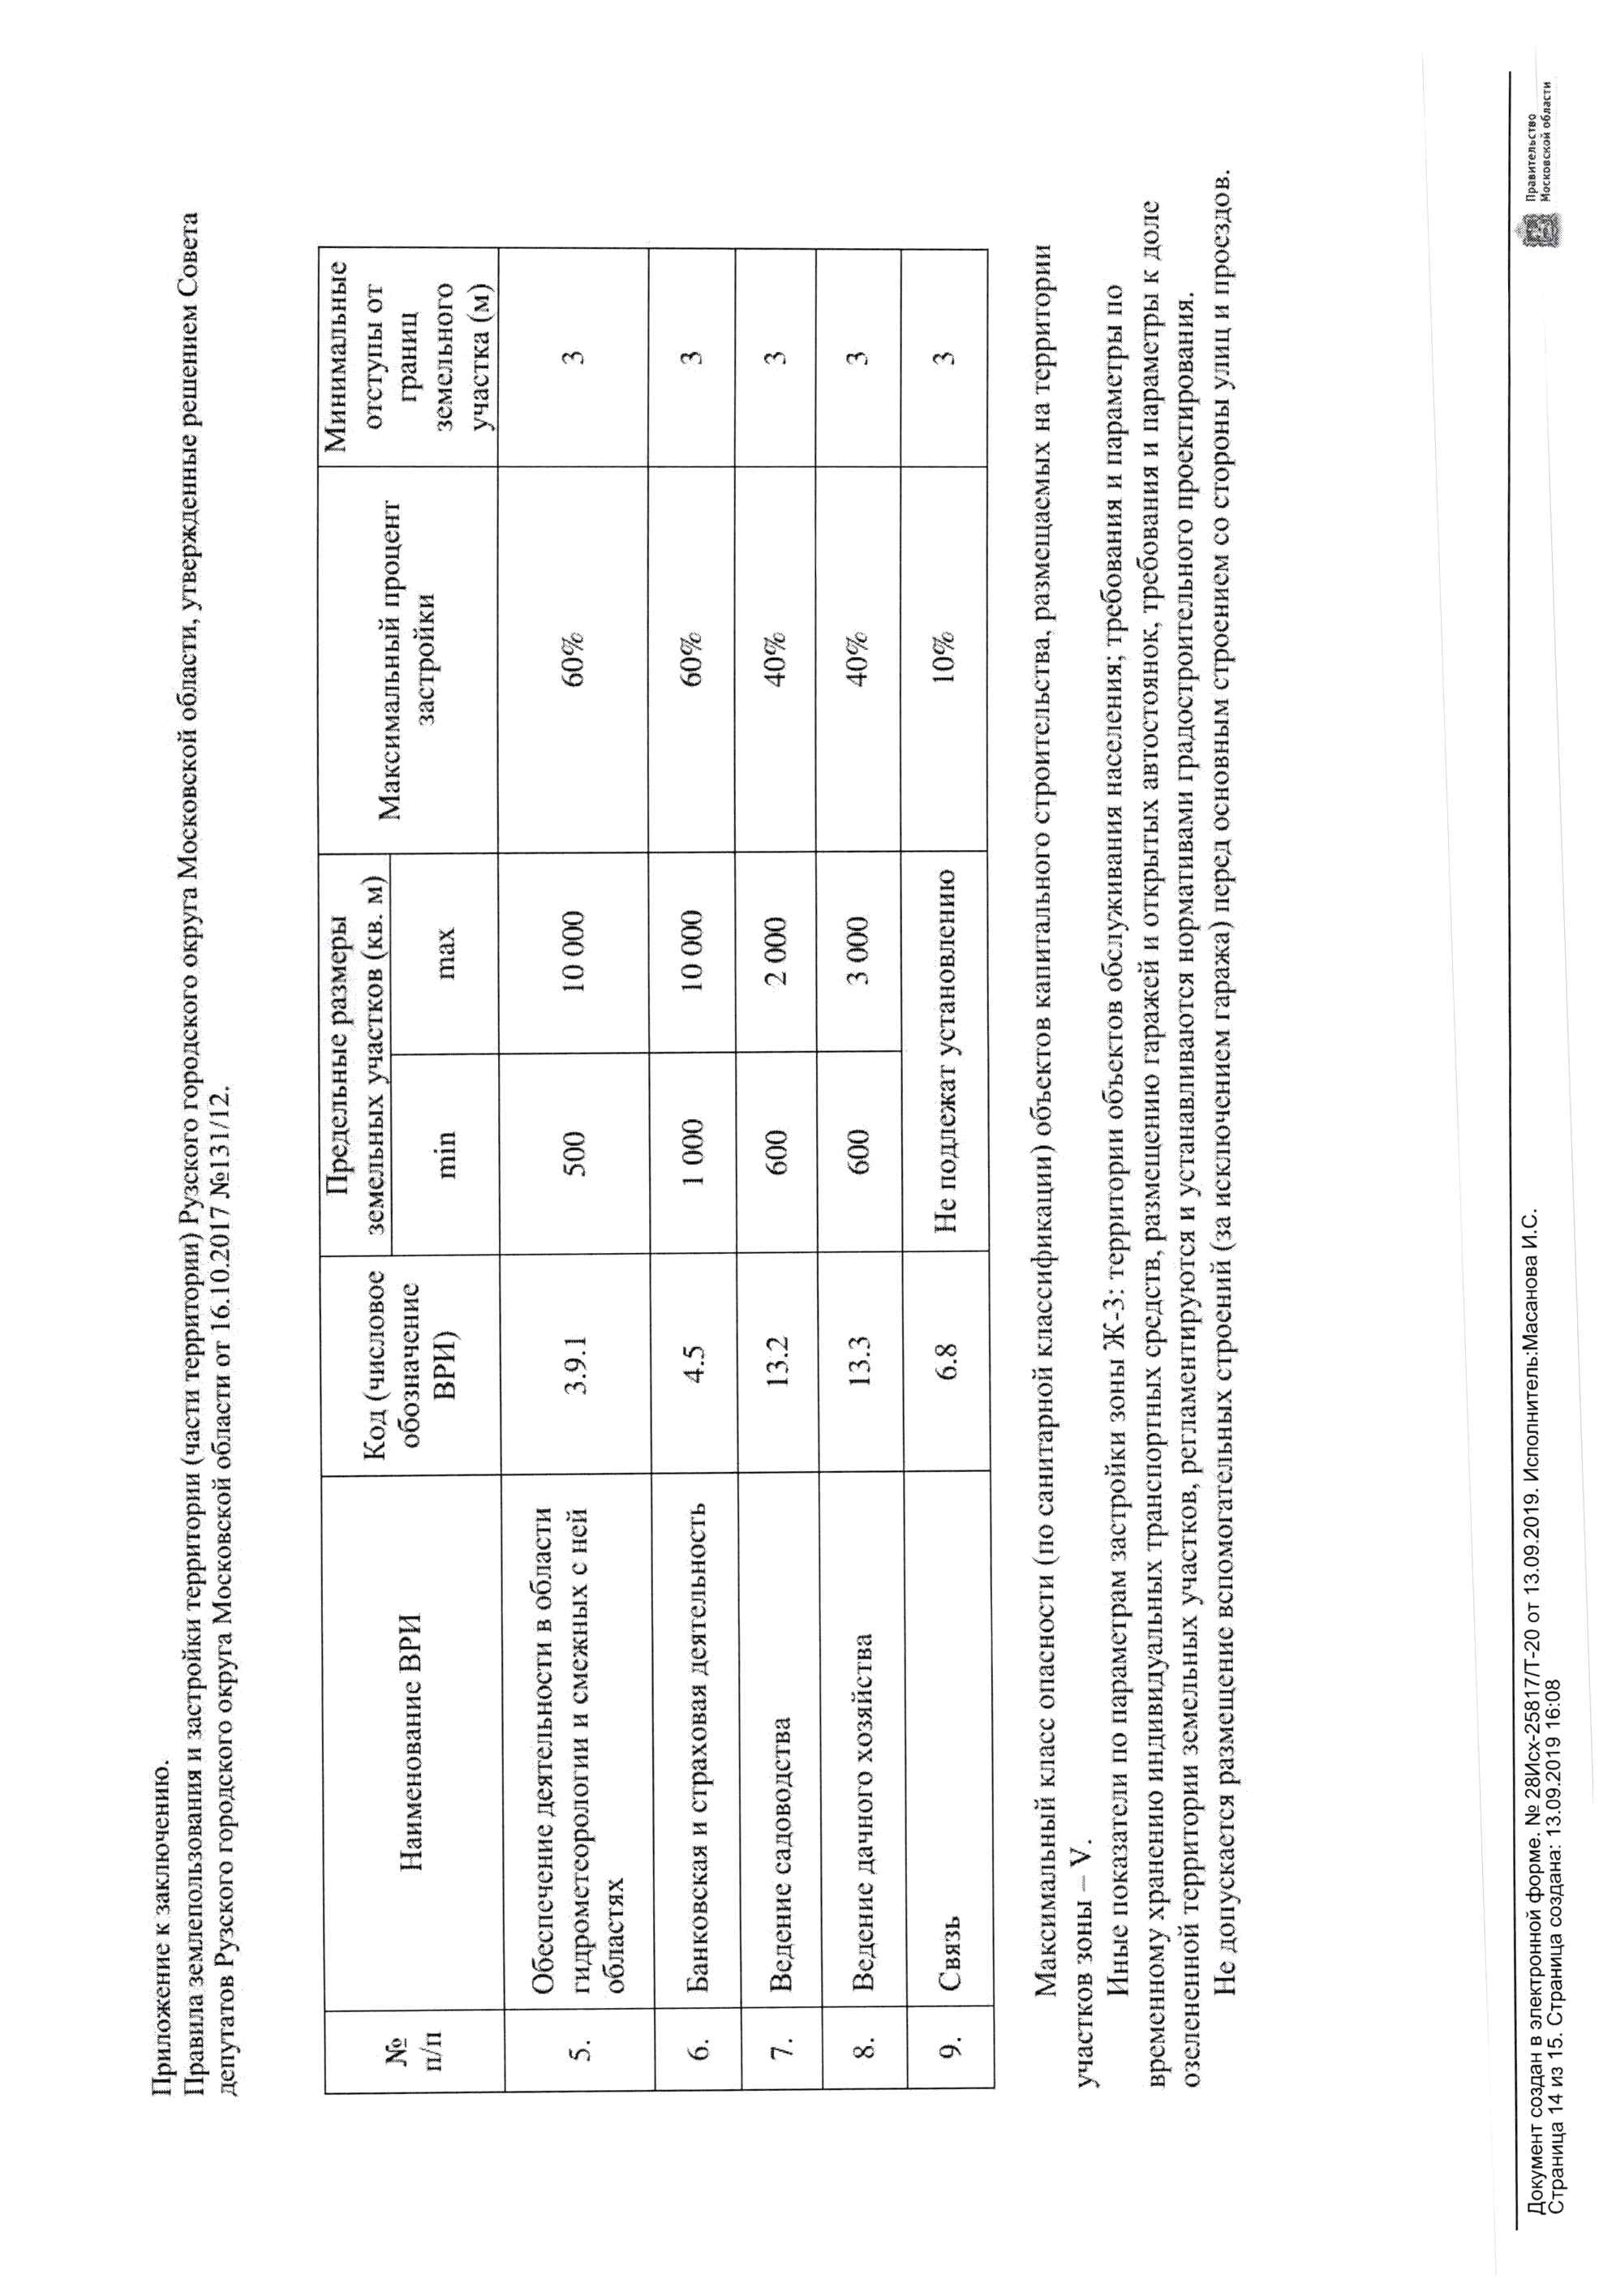 Приложение к заключению.
Правила землепользования и застройки территории (части территории) Рузского городского округа Московской области, утвержденные решением Совета
депутатов Рузского городского округа Московской области от 16.10.2017 №131/12.
№
п/п
Наименование ВРИ
Код (числовое
обозначение
ВРИ)
Предельные размеры
земельных участков (кв. м)
min
max
Максимальный процент
застройки
Минимальные
отступы от
границ
земельного
участка (м)
5.
Обеспечение деятельности в области
гидрометеорологии и смежных с ней
областях
3.9.1
500
10 000
60%
3
6.
Банковская и страховая деятельность
4.5
1 000
10 000
60%
3
7.
Ведение садоводства
13.2
600
2 000
40%
3
8.
Ведение дачного хозяйства
13.3
600
3 000
40%
3
9.
Связь
6.8
Не подлежат установлению
10%
3
Максимальный класс опасности (по санитарной классификации) объектов капитального строительства, размещаемых на территории
участков зоны – V.
Иные показатели по параметрам застройки зоны Ж-3: территории объектов обслуживания населения; требования и параметры по
временному хранению индивидуальных транспортных средств, размещению гаражей и открытых автостоянок, требования и параметры к доле
озелененной территории земельных участков, регламентируются и устанавливаются нормативами градостроительного проектирования.
Не допускается размещение вспомогательных строений (за исключением гаража) перед основным строением со стороны улиц и проездов.
Документ создан в электронной форме. № 28Исх-25817/Т-20 от 13.09.2019. Исполнитель:Масанова И.С.
Страница 14 из 15. Страница создана: 13.09.2019 16:08
Правительство
Московской области